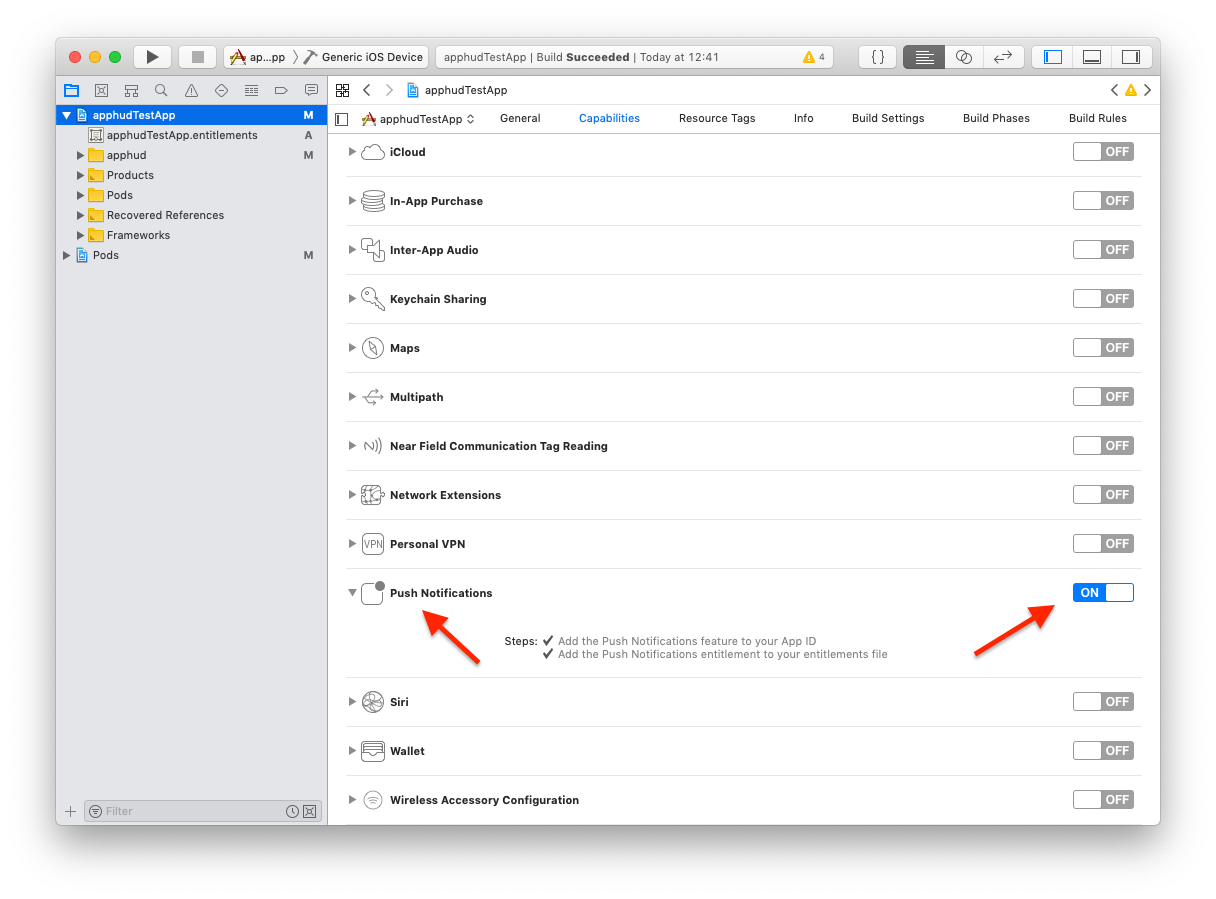 ap...pp
Generic iOS Device
apphudTestApp | Build Succeeded | Today at 12:41
4
{ }
apphudTestApp
apphudTestApp M
apphudTestApp.entitlements A
apphud M
Products
Pods
Recovered References
Frameworks
Pods M
Filter
apphudTestApp
General
Capabilities
Resource Tags
Info
Build Settings
Build Phases
Build Rules
iCloud OFF
In-App Purchase OFF
Inter-App Audio OFF
Keychain Sharing OFF
Maps OFF
Multipath OFF
Near Field Communication Tag Reading OFF
Network Extensions OFF
VPN Personal VPN OFF
Push Notifications ON
Steps: ✔ Add the Push Notifications feature to your App ID
✔ Add the Push Notifications entitlement to your entitlements file
Siri OFF
Wallet OFF
Wireless Accessory Configuration OFF